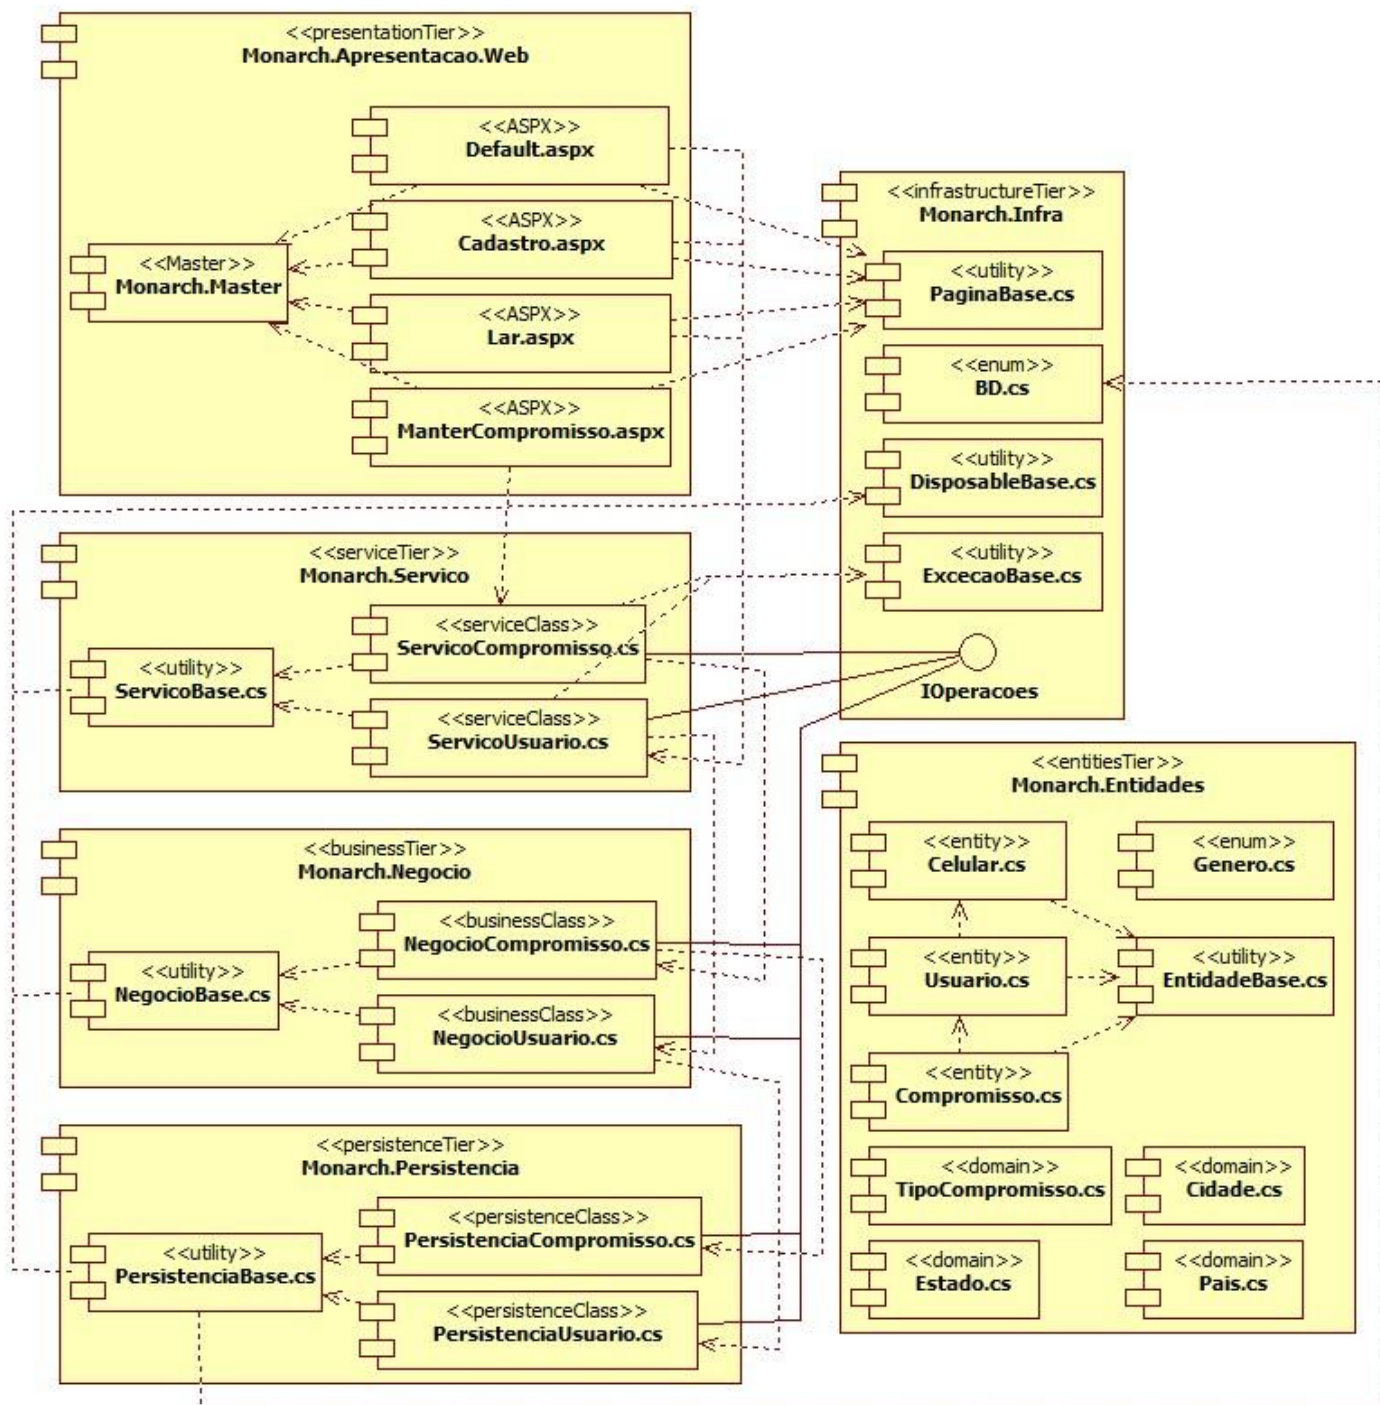 <<presentationTier>>
Monarch.Apresentacao.Web
<<ASPX>>
Default.aspx
<<ASPX>>
Cadastro.aspx
<<Master>>
Monarch.Master
<<ASPX>>
Lar.aspx
<<ASPX>>
ManterCompromisso.aspx
<<infrastructureTier>>
Monarch.Infra
<<utility>>
PaginaBase.cs
<<enum>>
BD.cs
<<utility>>
DisposableBase.cs
<<utility>>
ExcecaoBase.cs
IOperacoes
<<serviceTier>>
Monarch.Servico
<<serviceClass>>
ServicoCompromisso.cs
<<utility>>
ServicoBase.cs
<<serviceClass>>
ServicoUsuario.cs
<<entitiesTier>>
Monarch.Entidades
<<entity>>
Celular.cs
<<enum>>
Genero.cs
<<entity>>
Usuario.cs
<<utility>>
EntidadeBase.cs
<<entity>>
Compromisso.cs
<<domain>>
TipoCompromisso.cs
<<domain>>
Cidade.cs
<<domain>>
Estado.cs
<<domain>>
Pais.cs
<<businessTier>>
Monarch.Negocio
<<businessClass>>
NegocioCompromisso.cs
<<utility>>
NegocioBase.cs
<<businessClass>>
NegocioUsuario.cs
<<persistenceTier>>
Monarch.Persistencia
<<persistenceClass>>
PersistenciaCompromisso.cs
<<utility>>
PersistenciaBase.cs
<<persistenceClass>>
PersistenciaUsuario.cs